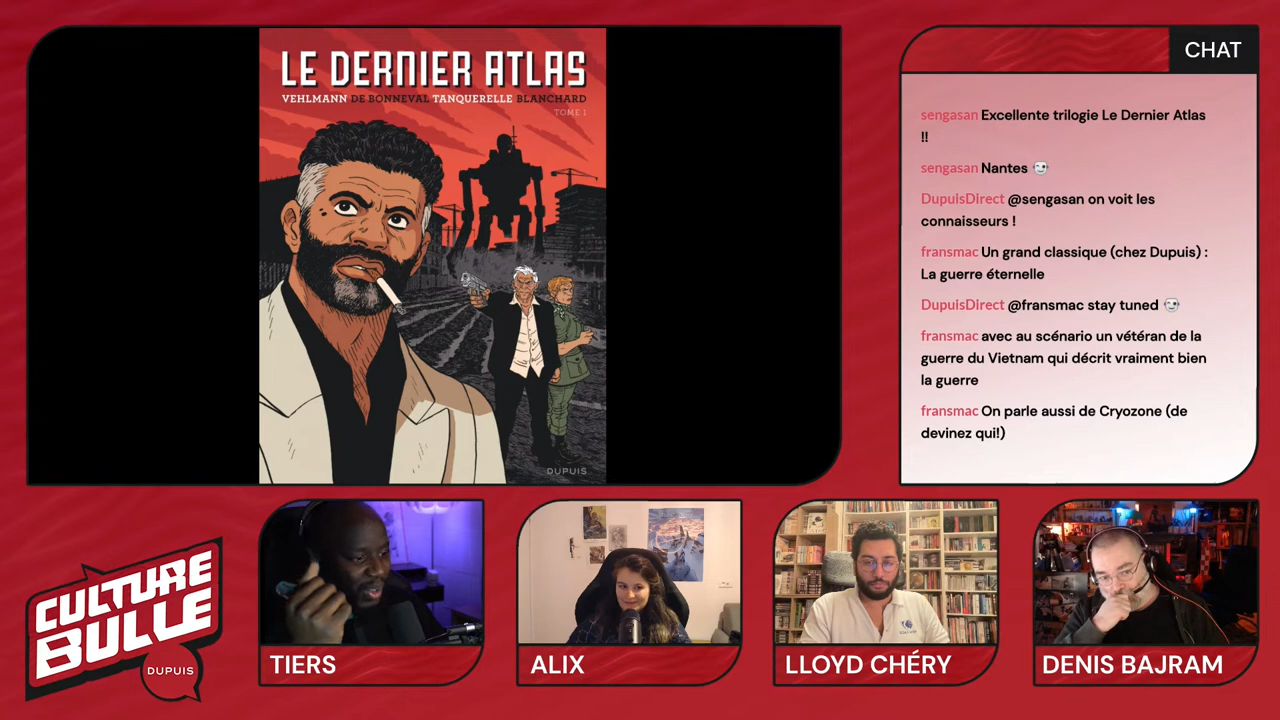 LE DERNIER ATLAS
VEHLMANN DE BONNEVAL TANQUERELLE BLANCHARD
TOME 1
DUPUIS
CHAT
sengasan Excellente trilogie Le Dernier Atlas
!!
sengasan Nantes
DupuisDirect @sengasan on voit les
connaisseurs !
fransmac Un grand classique (chez Dupuis) :
La guerre éternelle
DupuisDirect @fransmac stay tuned
fransmac avec au scénario un vétéran de la
guerre du Vietnam qui décrit vraiment bien
la guerre
fransmac On parle aussi de Cryozone (de
devinez qui!)
CULTURE
BULLE
DUPUIS
TIERS
ALIX
LLOYD CHÉRY
DENIS BAJRAM